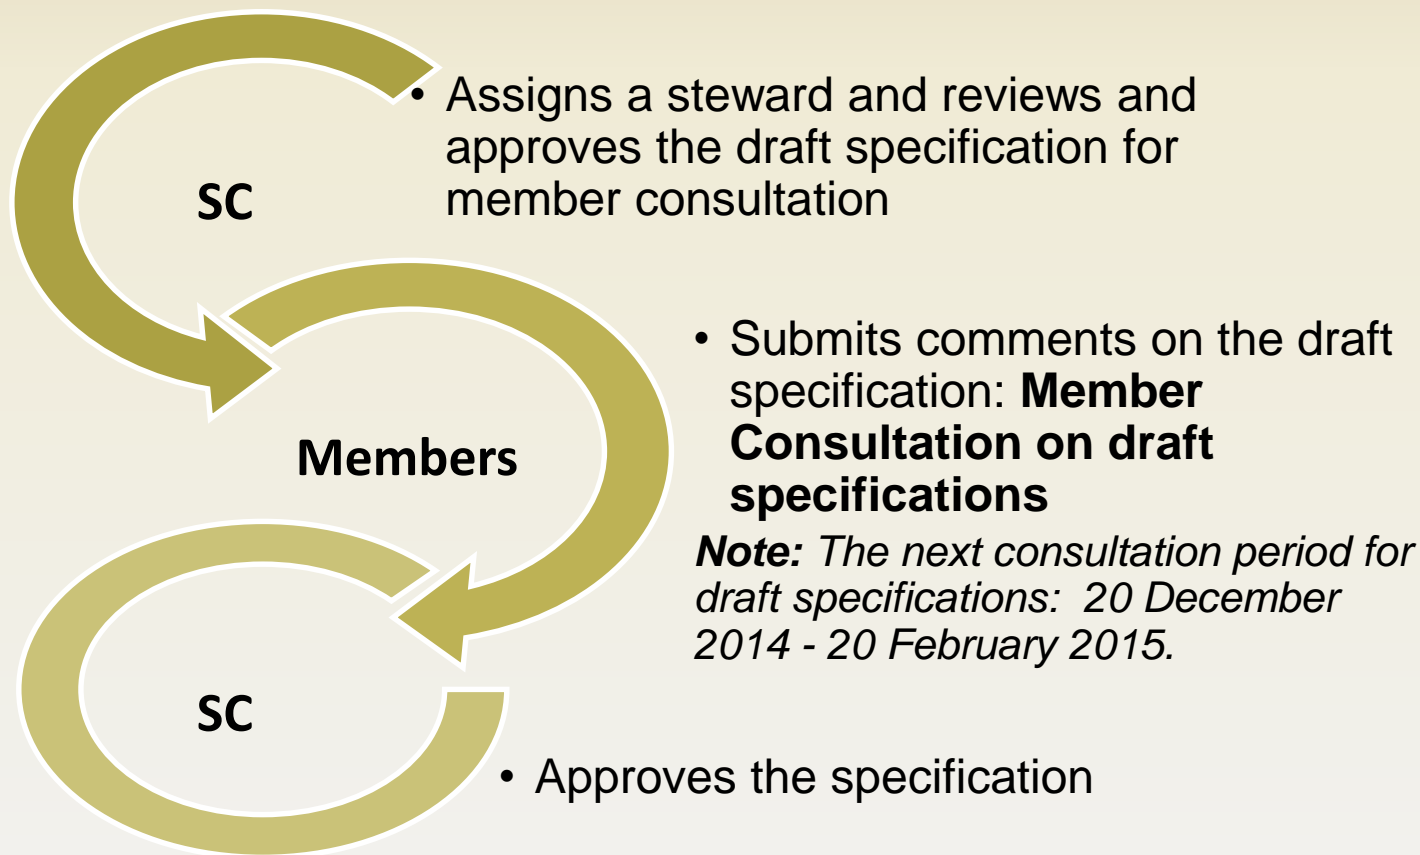 • Assigns a steward and reviews and
approves the draft specification for
member consultation
SC
• Submits comments on the draft
specification: Member
Consultation on draft
specifications
Members
Note: The next consultation period for
draft specifications: 20 December
2014 - 20 February 2015.
SC
• Approves the specification